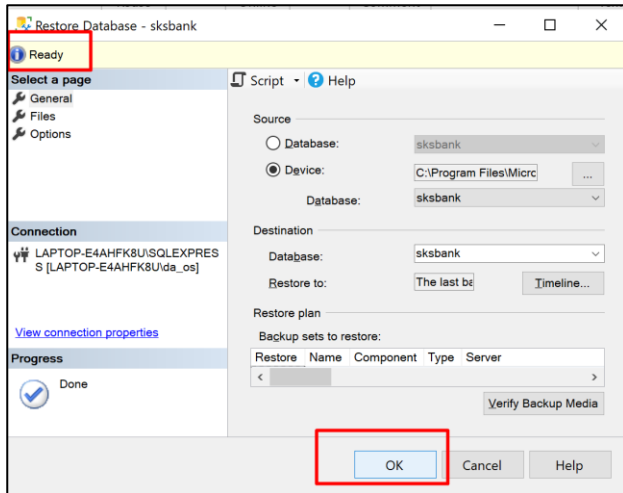 Restore Database - sksbank
Ready
Select a page
General
Files
Options
Script
Help
Source
Database:
sksbank
Device:
C:\Program Files\Micrc
...
Database:
sksbank
Connection
LAPTOP-E4AHFK8U\SQLEXPRES
S [LAPTOP-E4AHFK8U\da_os]
View connection properties
Destination
Database:
sksbank
Restore to:
The last ba
Timeline...
Restore plan
Backup sets to restore:
Restore Name Component Type Server
Progress
Done
Verify Backup Media
OK
Cancel
Help